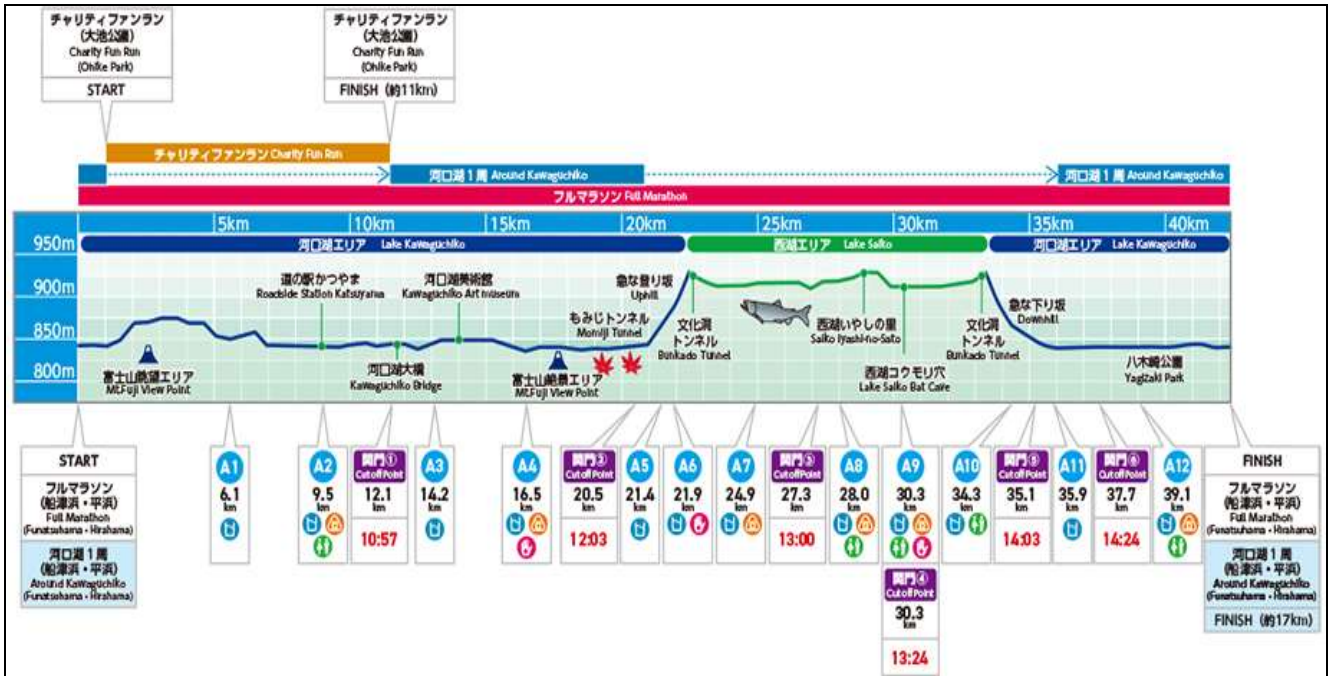 チャリティファンラン
(大池公園)
Charity Fun Run
(Ohike Park)
START
チャリティファンラン
(大池公園)
Charity Fun Run
(Ohike Park)
FINISH (約11km)
チャリティファンラン Charity Fun Run
河口湖1周 Around Kawaguchiko
河口湖1周 Around Kawaguchiko
フルマラソン Full Marathon
5km 10km 15km 20km 25km 30km 35km 40km
950m
900m
850m
800m
河口湖エリア Lake Kawaguchiko
西湖エリア Lake Saiko
河口湖エリア Lake Kawaguchiko
道の駅かつやま
Roadside Station Katsuyama
河口湖美術館
Kawaguchiko Art museum
急な登り坂
Uphill
もみじトンネル
Momiji Tunnel
文化洞
トンネル
Bunkado Tunnel
西湖いやしの里
Saiko Iyashi-no-Sato
文化洞
トンネル
Bunkado Tunnel
急な下り坂
Downhill
富士山眺望エリア
Mt.Fuji View Point
河口湖大橋
Kawaguchiko Bridge
富士山絶景エリア
Mt.Fuji View Point
西湖コウモリ穴
Lake Saiko Bat Cave
八木崎公園
Yagizaki Park
START
フルマラソン
(船津浜・平浜)
Full Marathon
(Funatsuhama・Hirahama)
河口湖1周
(船津浜・平浜)
Around Kawaguchiko
(Funatsuhama・Hirahama)
A1
6.1
km
A2
9.5
km
関門①
Cutoff Point
12.1
km
10:57
A3
14.2
km
A4
16.5
km
関門②
Cutoff Point
20.5
km
12:03
A5
21.4
km
A6
21.9
km
A7
24.9
km
関門③
Cutoff Point
27.3
km
13:00
A8
28.0
km
A9
30.3
km
関門④
Cutoff Point
30.3
km
13:24
A10
34.3
km
関門⑤
Cutoff Point
35.1
km
14:03
A11
35.9
km
関門⑥
Cutoff Point
37.7
km
14:24
A12
39.1
km
FINISH
フルマラソン
(船津浜・平浜)
Full Marathon
(Funatsuhama・Hirahama)
河口湖1周
(船津浜・平浜)
Around Kawaguchiko
(Funatsuhama・Hirahama)
FINISH (約17km)